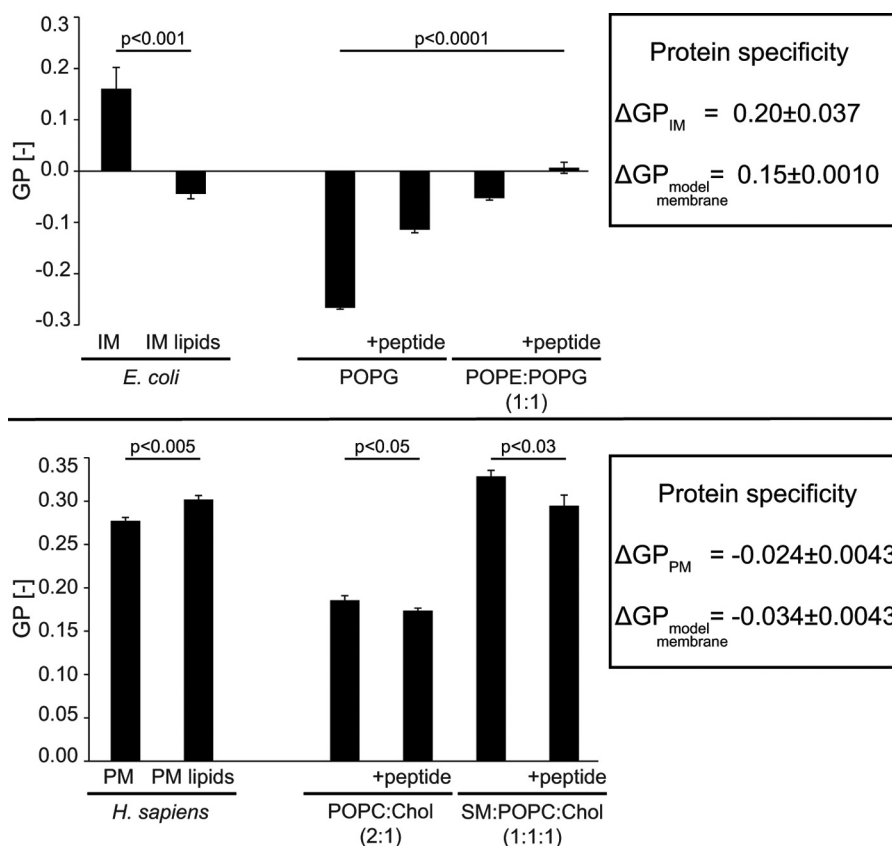 p<0.001
p<0.0001
GP [-]
0.3
0.2
0.1
0.0
-0.1
-0.2
-0.3
IM
IM lipids
+peptide
+peptide
E. coli
POPG
POPE:POPG
(1:1)
Protein specificity
ΔGP_IM = 0.20±0.037
ΔGP_model membrane = 0.15±0.0010
p<0.005
p<0.05
p<0.03
GP [-]
0.35
0.30
0.25
0.20
0.15
0.10
0.05
0.00
PM
PM lipids
+peptide
+peptide
H. sapiens
POPC:Chol
(2:1)
SM:POPC:Chol
(1:1:1)
Protein specificity
ΔGP_PM = -0.024±0.0043
ΔGP_model membrane = -0.034±0.0043